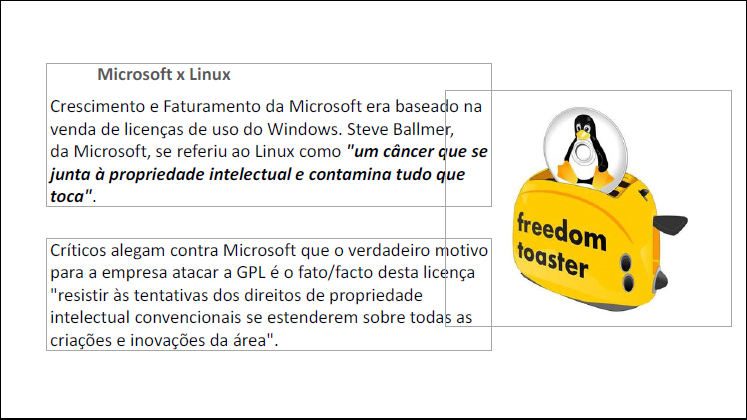 Microsoft x Linux
Crescimento e Faturamento da Microsoft era baseado na
venda de licenças de uso do Windows. Steve Ballmer,
da Microsoft, se referiu ao Linux como "um câncer que se
junta à propriedade intelectual e contamina tudo que
toca".
Críticos alegam contra Microsoft que o verdadeiro motivo
para a empresa atacar a GPL é o fato/facto desta licença
"resistir às tentativas dos direitos de propriedade
intelectual convencionais se estenderem sobre todas as
criações e inovações da área".
freedom
toaster